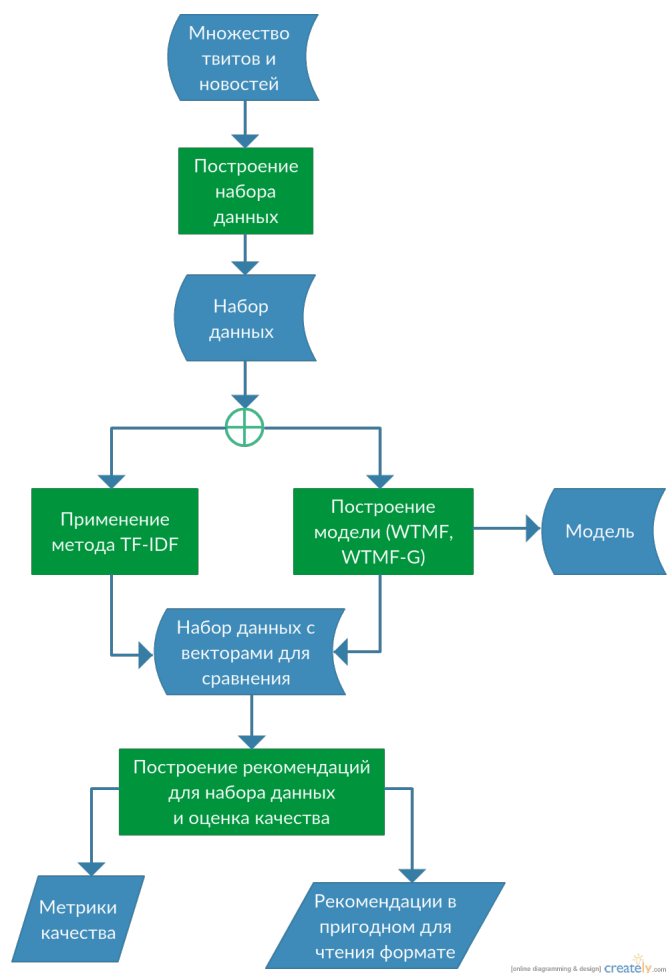 Множество
твитов и
новостей
Построение
набора
данных
Набор
данных
Применение
метода TF-IDF
Построение
модели (WTMF,
WTMF-G)
Модель
Набор данных с
векторами для
сравнения
Построение рекомендаций
для набора данных
и оценка качества
Метрики
качества
Рекомендации в
пригодном для
чтения формате
[online diagramming & design] creately.com